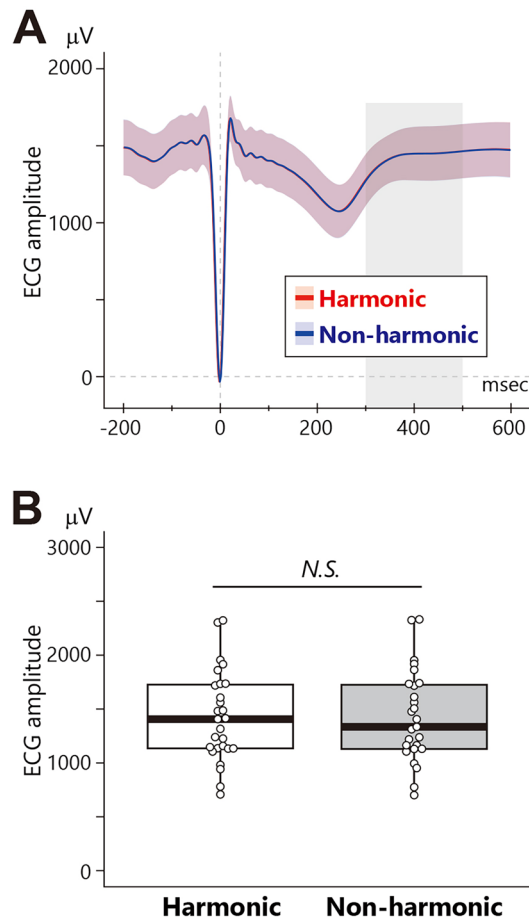 A
μV
2000
1000
0
ECG amplitude
Harmonic
Non-harmonic
msec
-200 0 200 400 600
B
μV
3000
2000
1000
0
ECG amplitude
N.S.
Harmonic Non-harmonic